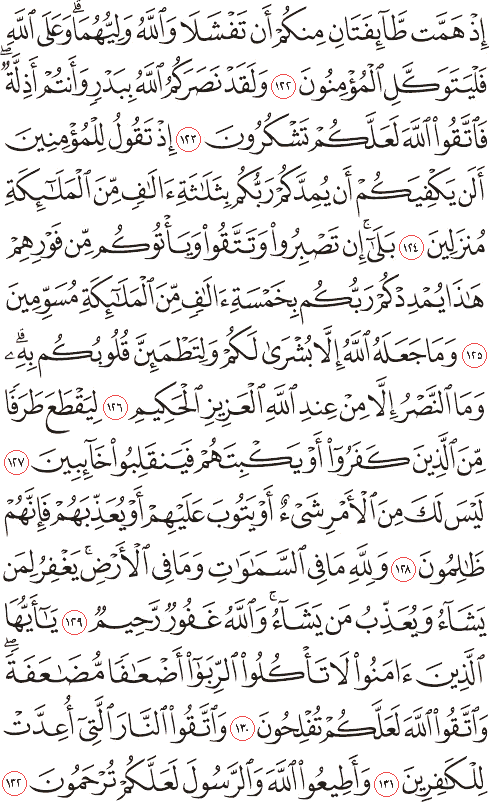 إِذْ هَمَّت طَّآئِفَتَانِ مِنكُمْ أَن تَفْشَلَا وَٱللَّهُ وَلِيُّهُمَاۗ وَعَلَى ٱللَّهِ
فَلْيَتَوَكَّلِ ٱلْمُؤْمِنُونَ ١٢٢ وَلَقَدْ نَصَرَكُمُ ٱللَّهُ بِبَدْرٍ وَأَنتُمْ أَذِلَّةٌۖ
فَٱتَّقُوا۟ ٱللَّهَ لَعَلَّكُمْ تَشْكُرُونَ ١٢٣ إِذْ تَقُولُ لِلْمُؤْمِنِينَ
أَلَن يَكْفِيَكُمْ أَن يُمِدَّكُمْ رَبُّكُم بِثَلَٰثَةِ ءَالَٰفٍ مِّنَ ٱلْمَلَٰٓئِكَةِ
مُنزَلِينَ ١٢٤ بَلَىٰٓۚ إِن تَصْبِرُوا۟ وَتَتَّقُوا۟ وَيَأْتُوكُم مِّن فَوْرِهِمْ
هَٰذَا يُمْدِدْكُمْ رَبُّكُم بِخَمْسَةِ ءَالَٰفٍ مِّنَ ٱلْمَلَٰٓئِكَةِ مُسَوِّمِينَ
١٢٥ وَمَا جَعَلَهُ ٱللَّهُ إِلَّا بُشْرَىٰ لَكُمْ وَلِتَطْمَئِنَّ قُلُوبُكُم بِهِۦۗ
وَمَا ٱلنَّصْرُ إِلَّا مِنْ عِندِ ٱللَّهِ ٱلْعَزِيزِ ٱلْحَكِيمِ ١٢٦ لِيَقْطَعَ طَرَفًا
مِّنَ ٱلَّذِينَ كَفَرُوٓا۟ أَوْ يَكْبِتَهُمْ فَيَنقَلِبُوا۟ خَآئِبِينَ ١٢٧
لَيْسَ لَكَ مِنَ ٱلْأَمْرِ شَىْءٌ أَوْ يَتُوبَ عَلَيْهِمْ أَوْ يُعَذِّبَهُمْ فَإِنَّهُمْ
ظَٰلِمُونَ ١٢٨ وَلِلَّهِ مَا فِى ٱلسَّمَٰوَٰتِ وَمَا فِى ٱلْأَرْضِۚ يَغْفِرُ لِمَن
يَشَآءُ وَيُعَذِّبُ مَن يَشَآءُۚ وَٱللَّهُ غَفُورٌ رَّحِيمٌ ١٢٩ يَٰٓأَيُّهَا
ٱلَّذِينَ ءَامَنُوا۟ لَا تَأْكُلُوا۟ ٱلرِّبَوٰٓا۟ أَضْعَٰفًا مُّضَٰعَفَةًۖ
وَٱتَّقُوا۟ ٱللَّهَ لَعَلَّكُمْ تُفْلِحُونَ ١٣٠ وَٱتَّقُوا۟ ٱلنَّارَ ٱلَّتِىٓ أُعِدَّتْ
لِلْكَٰفِرِينَ ١٣١ وَأَطِيعُوا۟ ٱللَّهَ وَٱلرَّسُولَ لَعَلَّكُمْ تُرْحَمُونَ ١٣٢